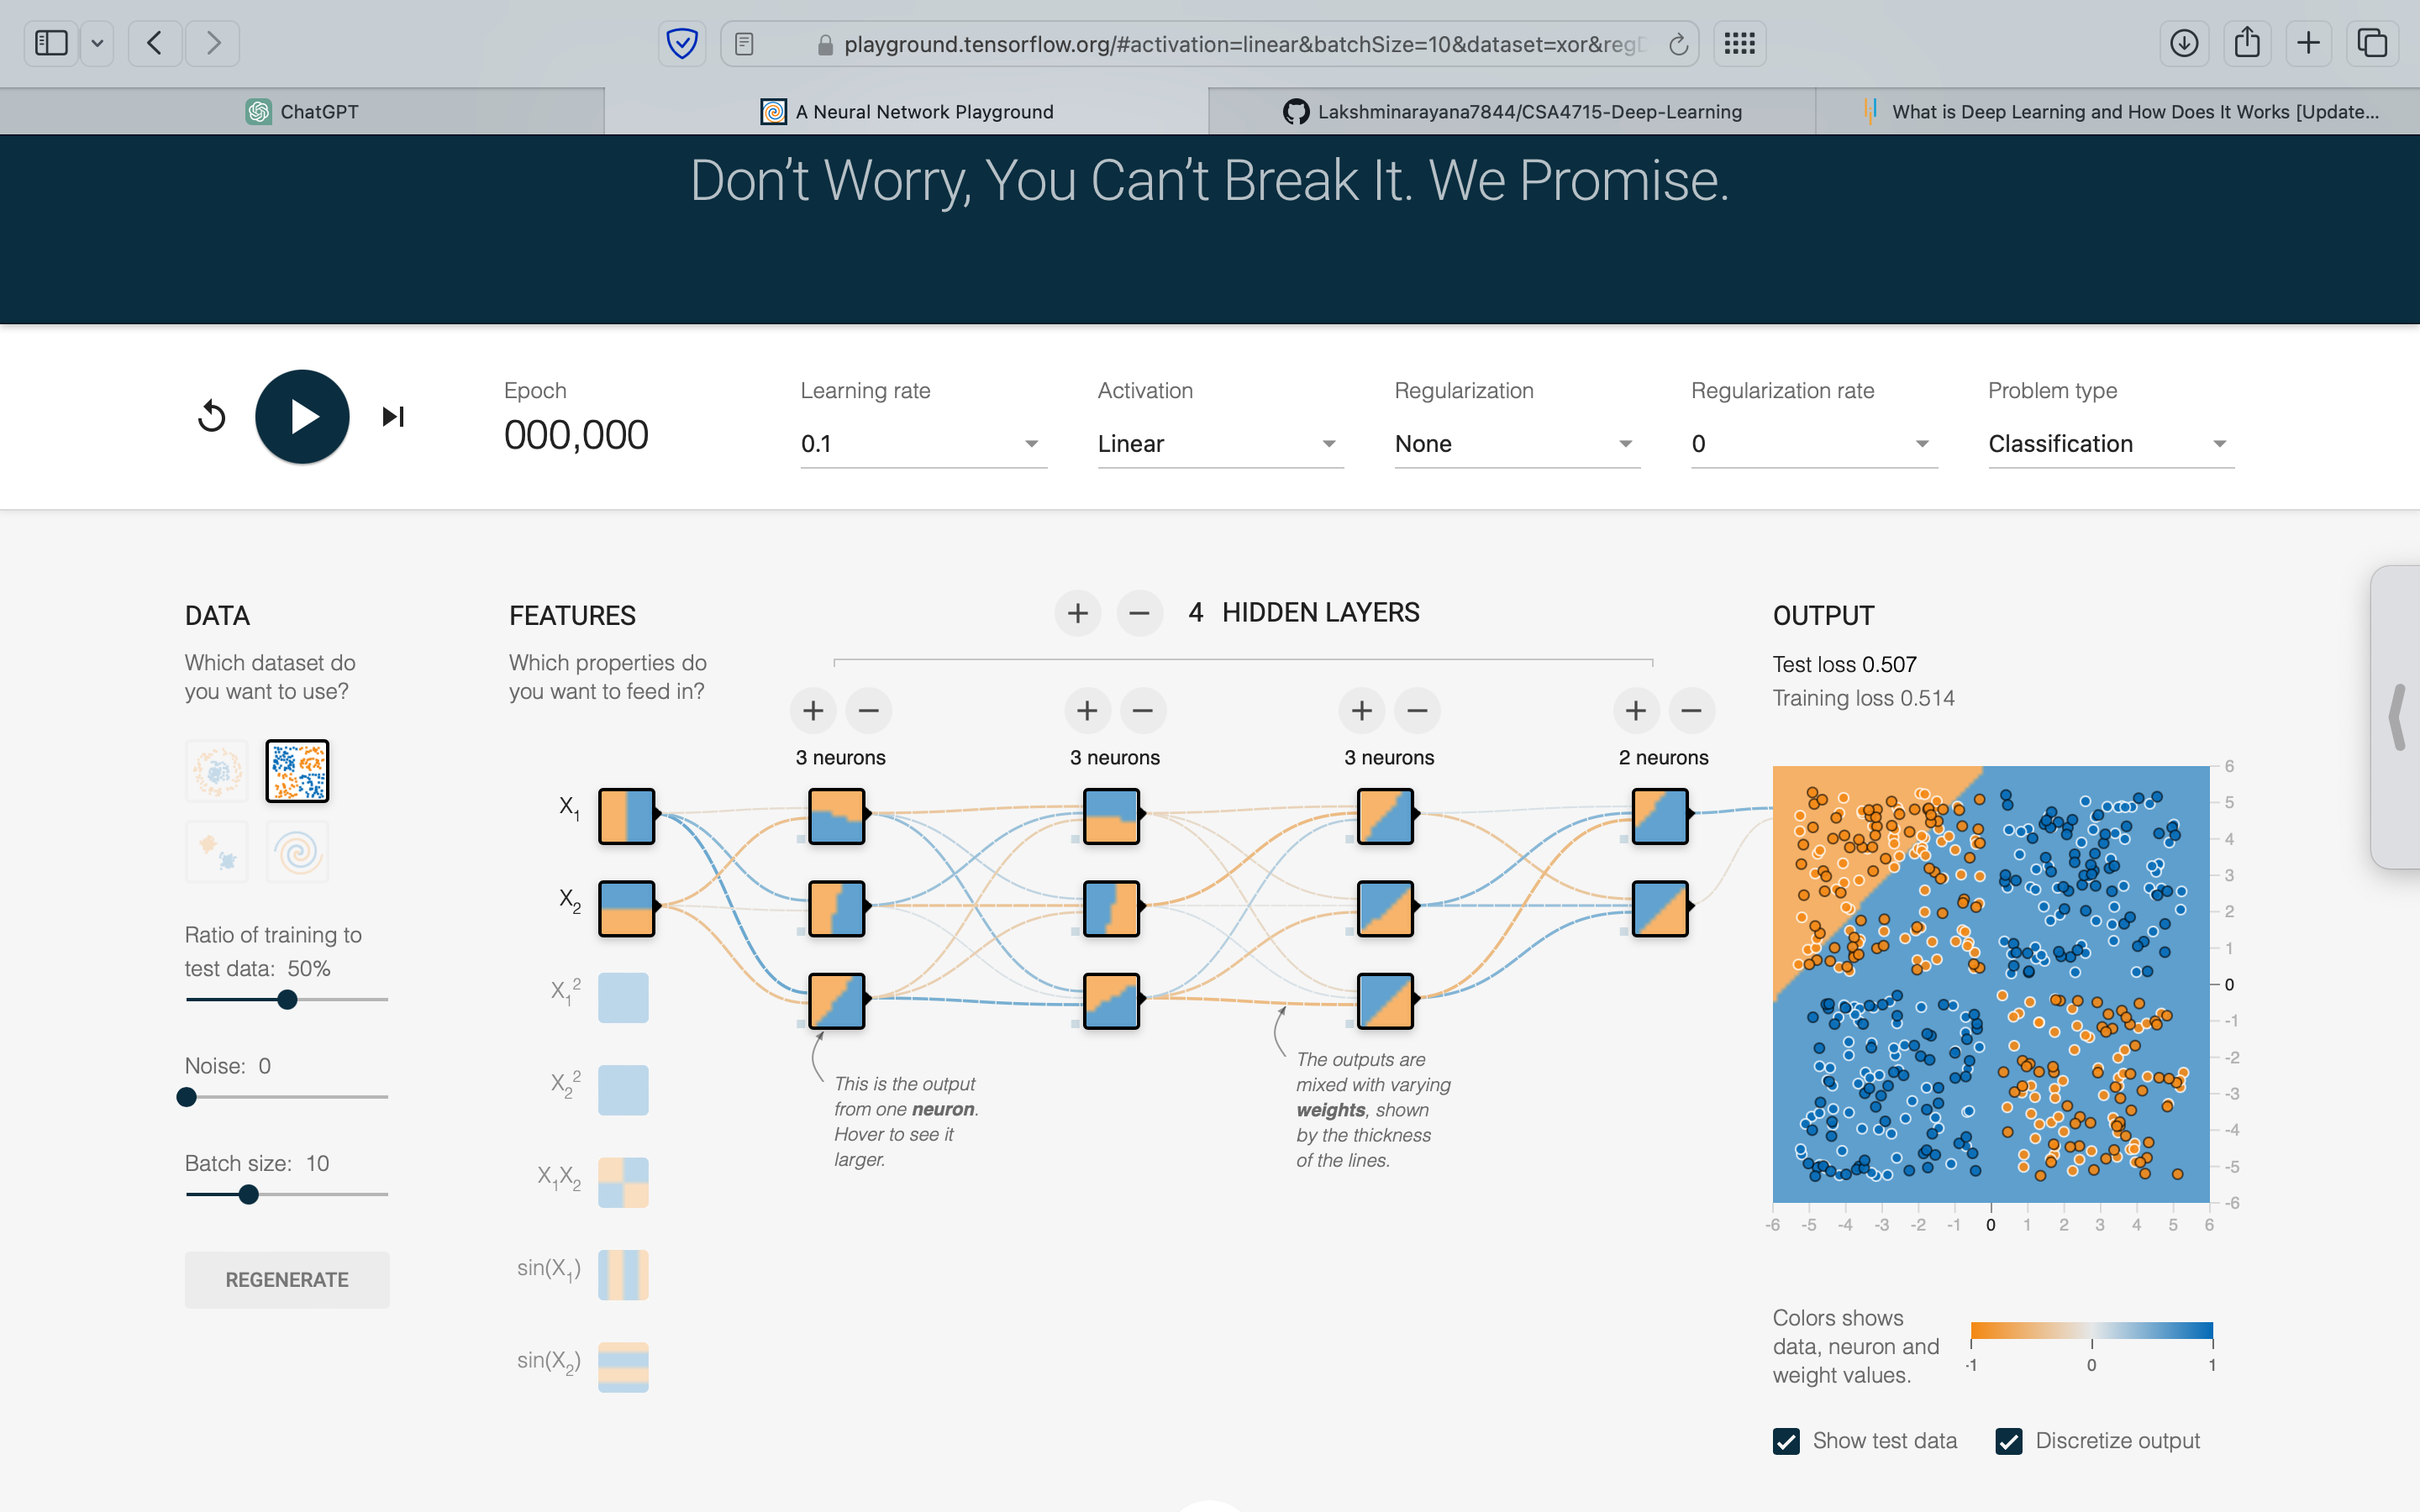 playground.tensorflow.org/#activation=linear&batchSize=10&dataset=xor&reg
ChatGPT
A Neural Network Playground
Lakshminarayana7844/CSA4715-Deep-Learning
What is Deep Learning and How Does It Works [Update...
Don’t Worry, You Can’t Break It. We Promise.
Epoch
000,000
Learning rate
0.1
Activation
Linear
Regularization
None
Regularization rate
0
Problem type
Classification
DATA
Which dataset do
you want to use?
Ratio of training to
test data: 50%
Noise: 0
Batch size: 10
REGENERATE
FEATURES
Which properties do
you want to feed in?
X1
X2
X1²
X2²
X1X2
sin(X1)
sin(X2)
+ − 4 HIDDEN LAYERS
+ −
3 neurons
+ −
3 neurons
+ −
3 neurons
+ −
2 neurons
This is the output
from one neuron.
Hover to see it
larger.
The outputs are
mixed with varying
weights, shown
by the thickness
of the lines.
OUTPUT
Test loss 0.507
Training loss 0.514
6
5
4
3
2
1
0
-1
-2
-3
-4
-5
-6
-6 -5 -4 -3 -2 -1 0 1 2 3 4 5 6
Colors shows
data, neuron and
weight values.
-1 0 1
Show test data
Discretize output